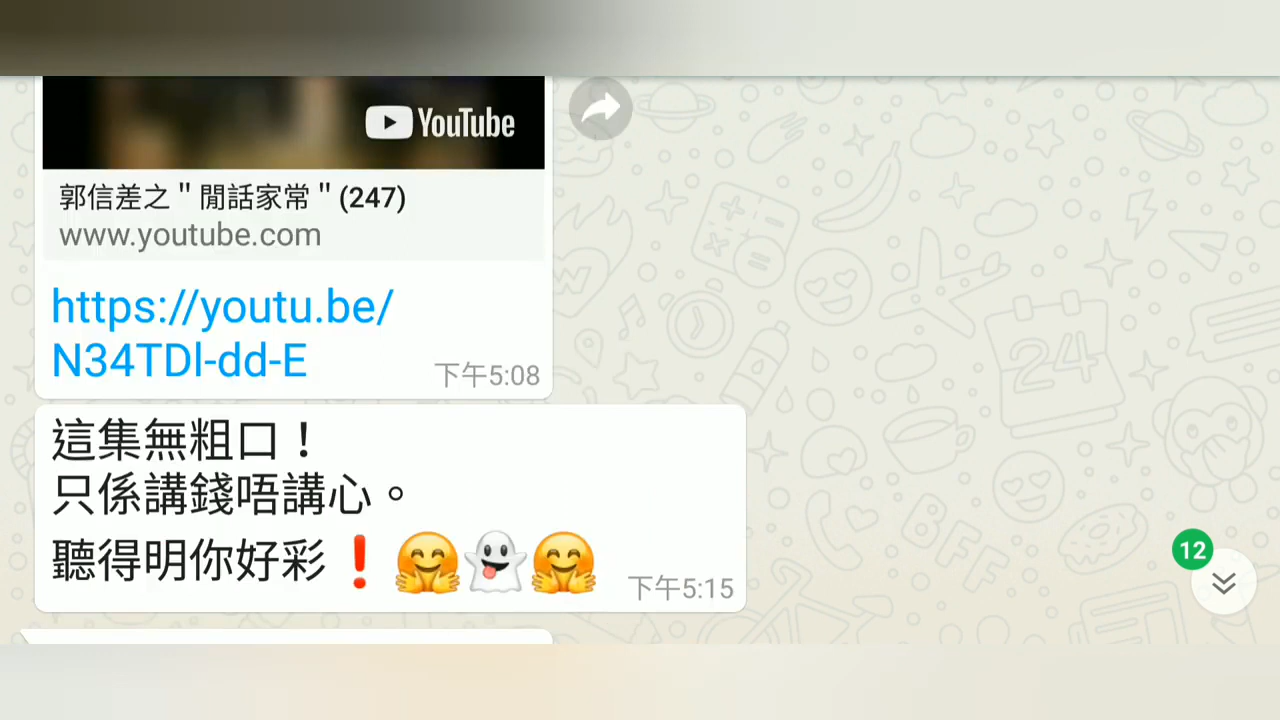 YouTube
郭信差之＂閒話家常＂(247)
www.youtube.com
https://youtu.be/
N34TDl-dd-E
下午5:08
這集無粗口！
只係講錢唔講心。
聽得明你好彩❗🤗👻🤗
下午5:15
12